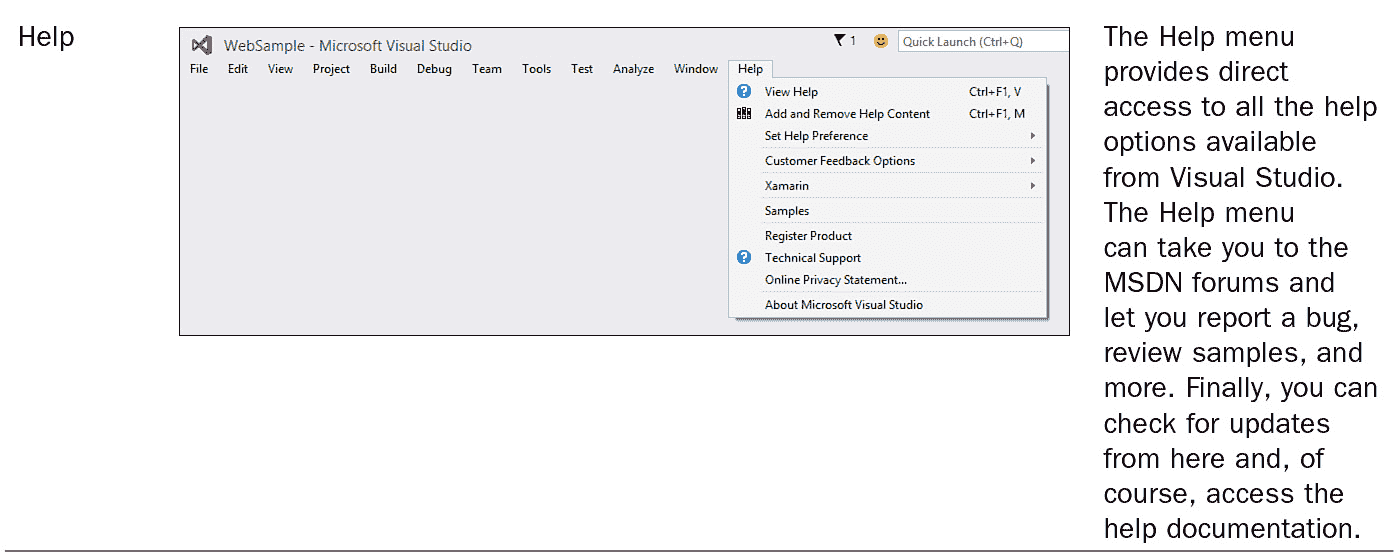 Help
WebSample - Microsoft Visual Studio
1
Quick Launch (Ctrl+Q)
File Edit View Project Build Debug Team Tools Test Analyze Window Help
View Help Ctrl+F1, V
Add and Remove Help Content Ctrl+F1, M
Set Help Preference
Customer Feedback Options
Xamarin
Samples
Register Product
Technical Support
Online Privacy Statement...
About Microsoft Visual Studio
The Help menu
provides direct
access to all the help
options available
from Visual Studio.
The Help menu
can take you to the
MSDN forums and
let you report a bug,
review samples, and
more. Finally, you can
check for updates
from here and, of
course, access the
help documentation.